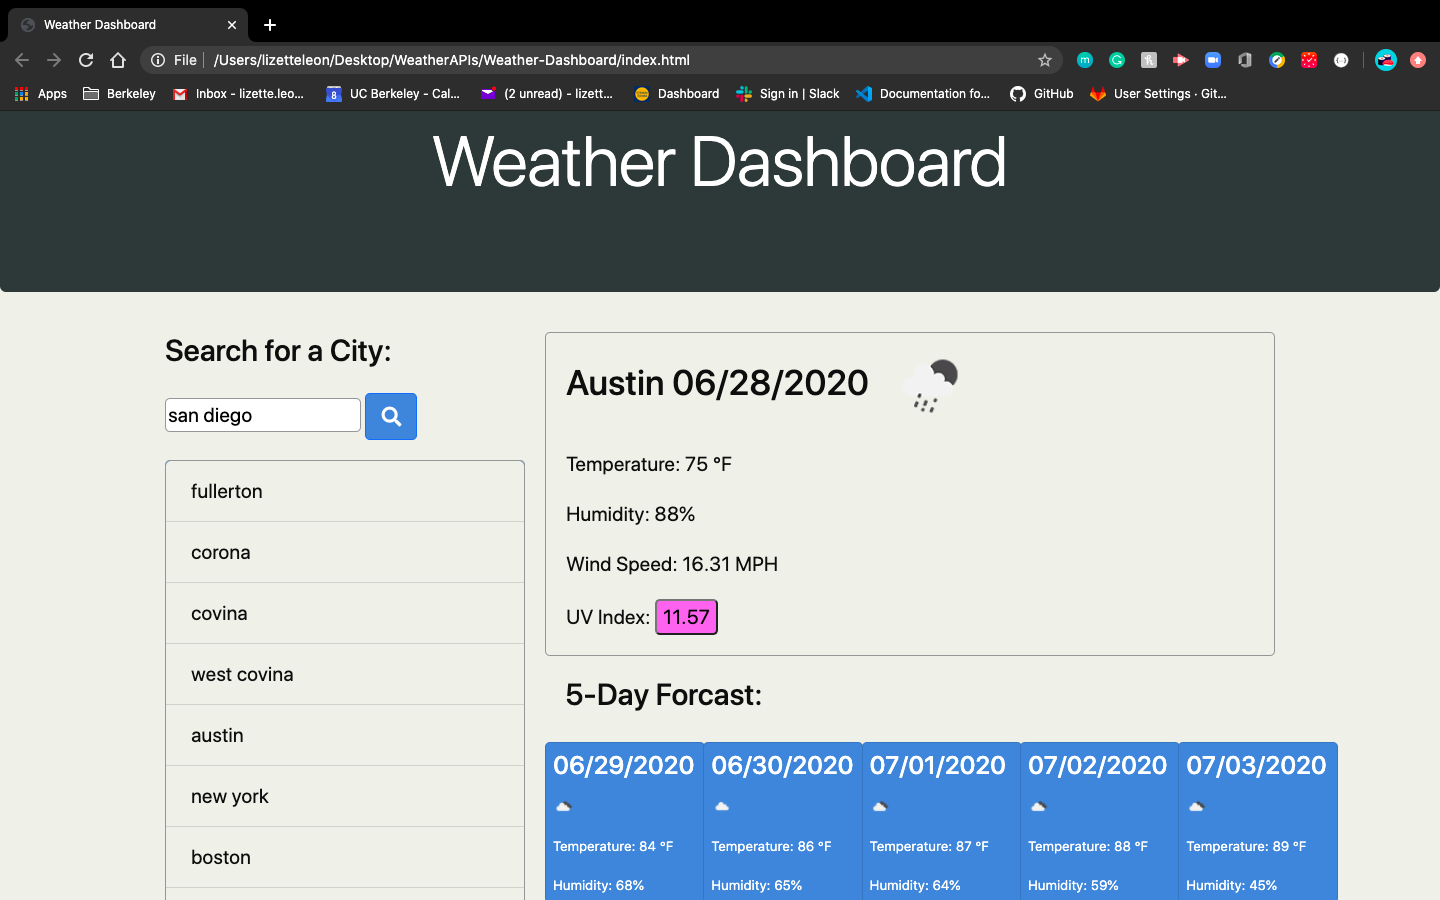 Weather Dashboard
File /Users/lizetteleon/Desktop/WeatherAPIs/Weather-Dashboard/index.html
Apps Berkeley Inbox - lizette.leo... 8 UC Berkeley - Cal... (2 unread) - lizett... Dashboard Sign in | Slack Documentation fo... GitHub User Settings · Git...
Weather Dashboard
Search for a City:
san diego
fullerton
corona
covina
west covina
austin
new york
boston
Austin 06/28/2020
Temperature: 75 °F
Humidity: 88%
Wind Speed: 16.31 MPH
UV Index: 11.57
5-Day Forcast:
06/29/2020 06/30/2020 07/01/2020 07/02/2020 07/03/2020
Temperature: 84 °F Temperature: 86 °F Temperature: 87 °F Temperature: 88 °F Temperature: 89 °F
Humidity: 68% Humidity: 65% Humidity: 64% Humidity: 59% Humidity: 45%